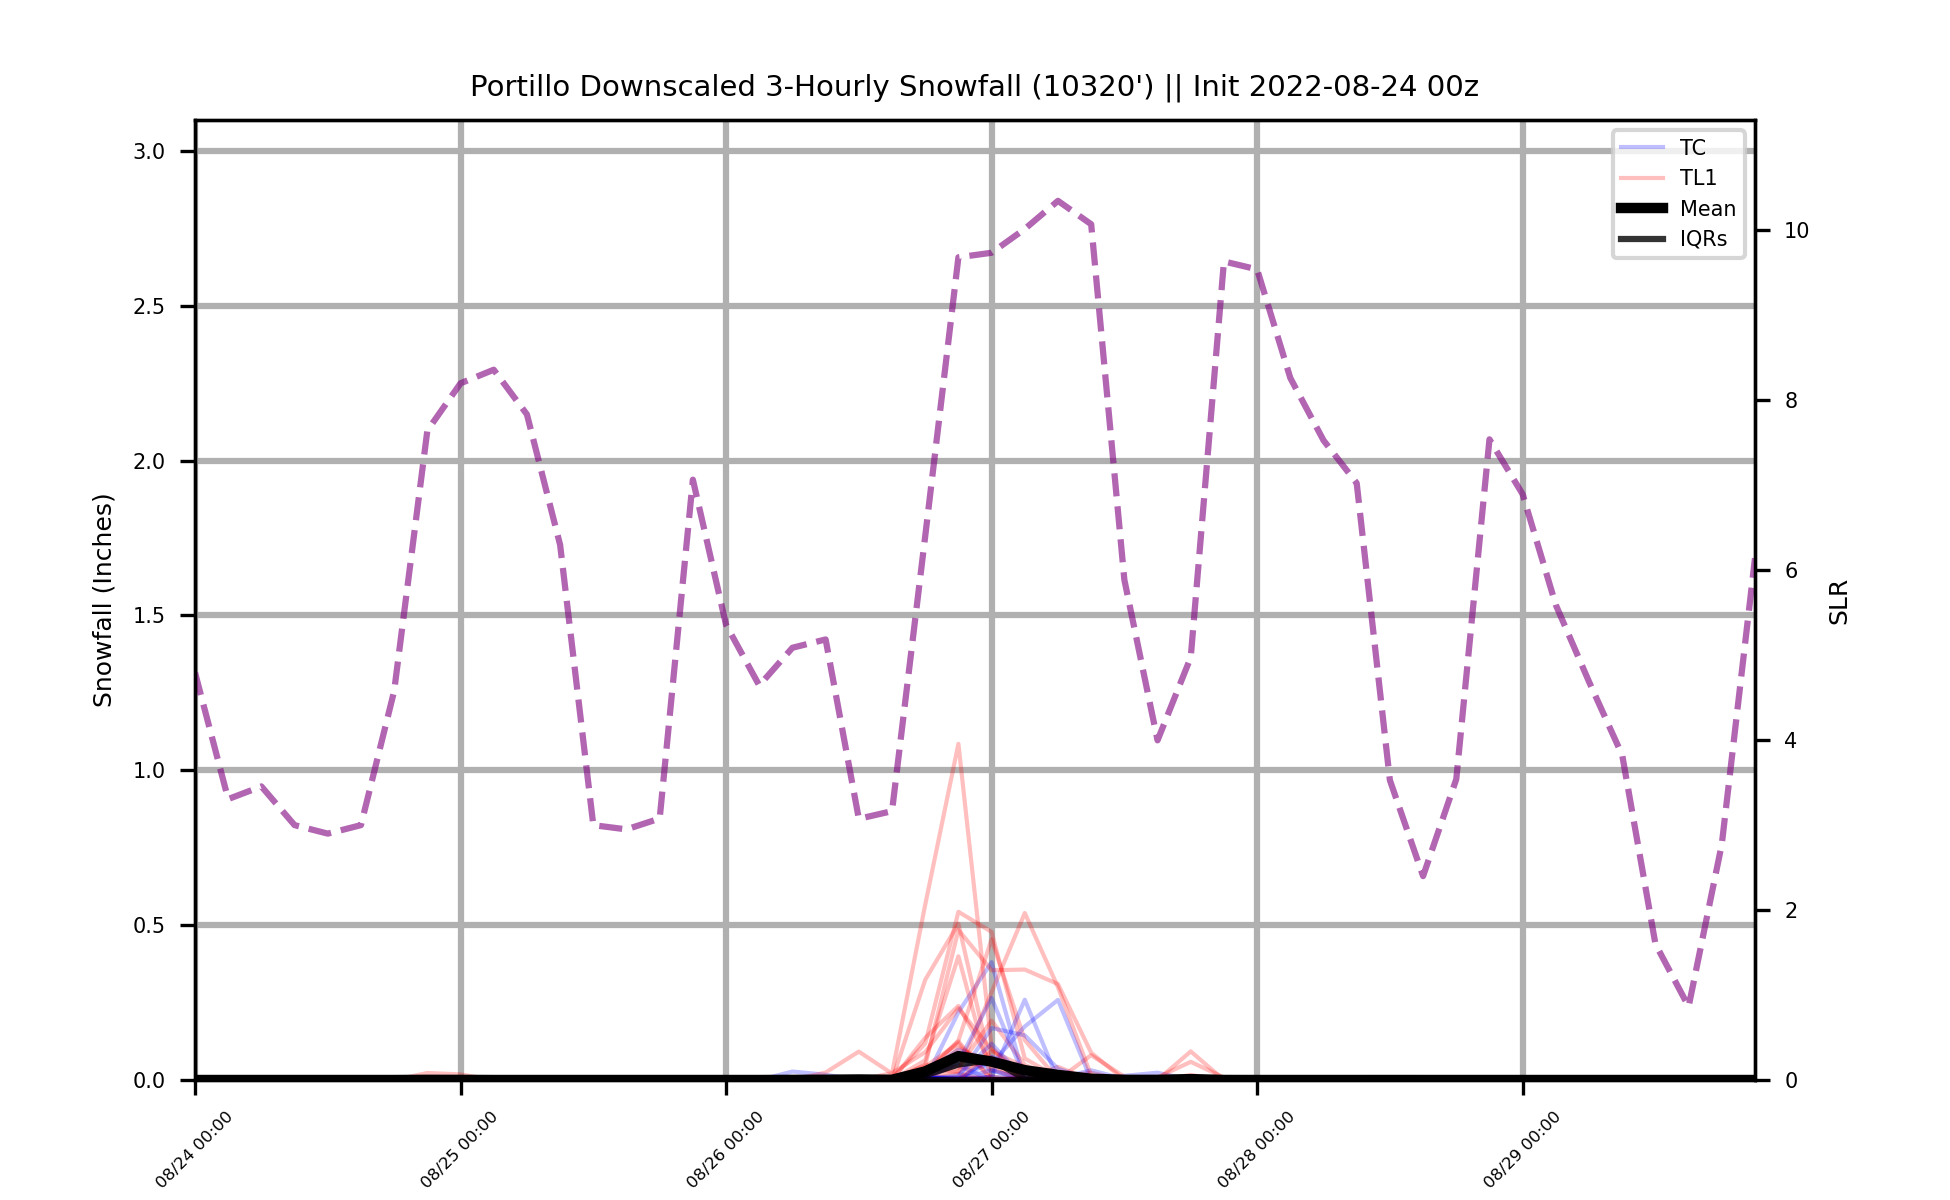 Portillo Downscaled 3-Hourly Snowfall (10320') || Init 2022-08-24 00z
TC
TL1
Mean
IQRs
Snowfall (Inches)
3.0
2.5
2.0
1.5
1.0
0.5
0.0
10
8
6
4
2
0
SLR
08/24 00:00
08/25 00:00
08/26 00:00
08/27 00:00
08/28 00:00
08/29 00:00